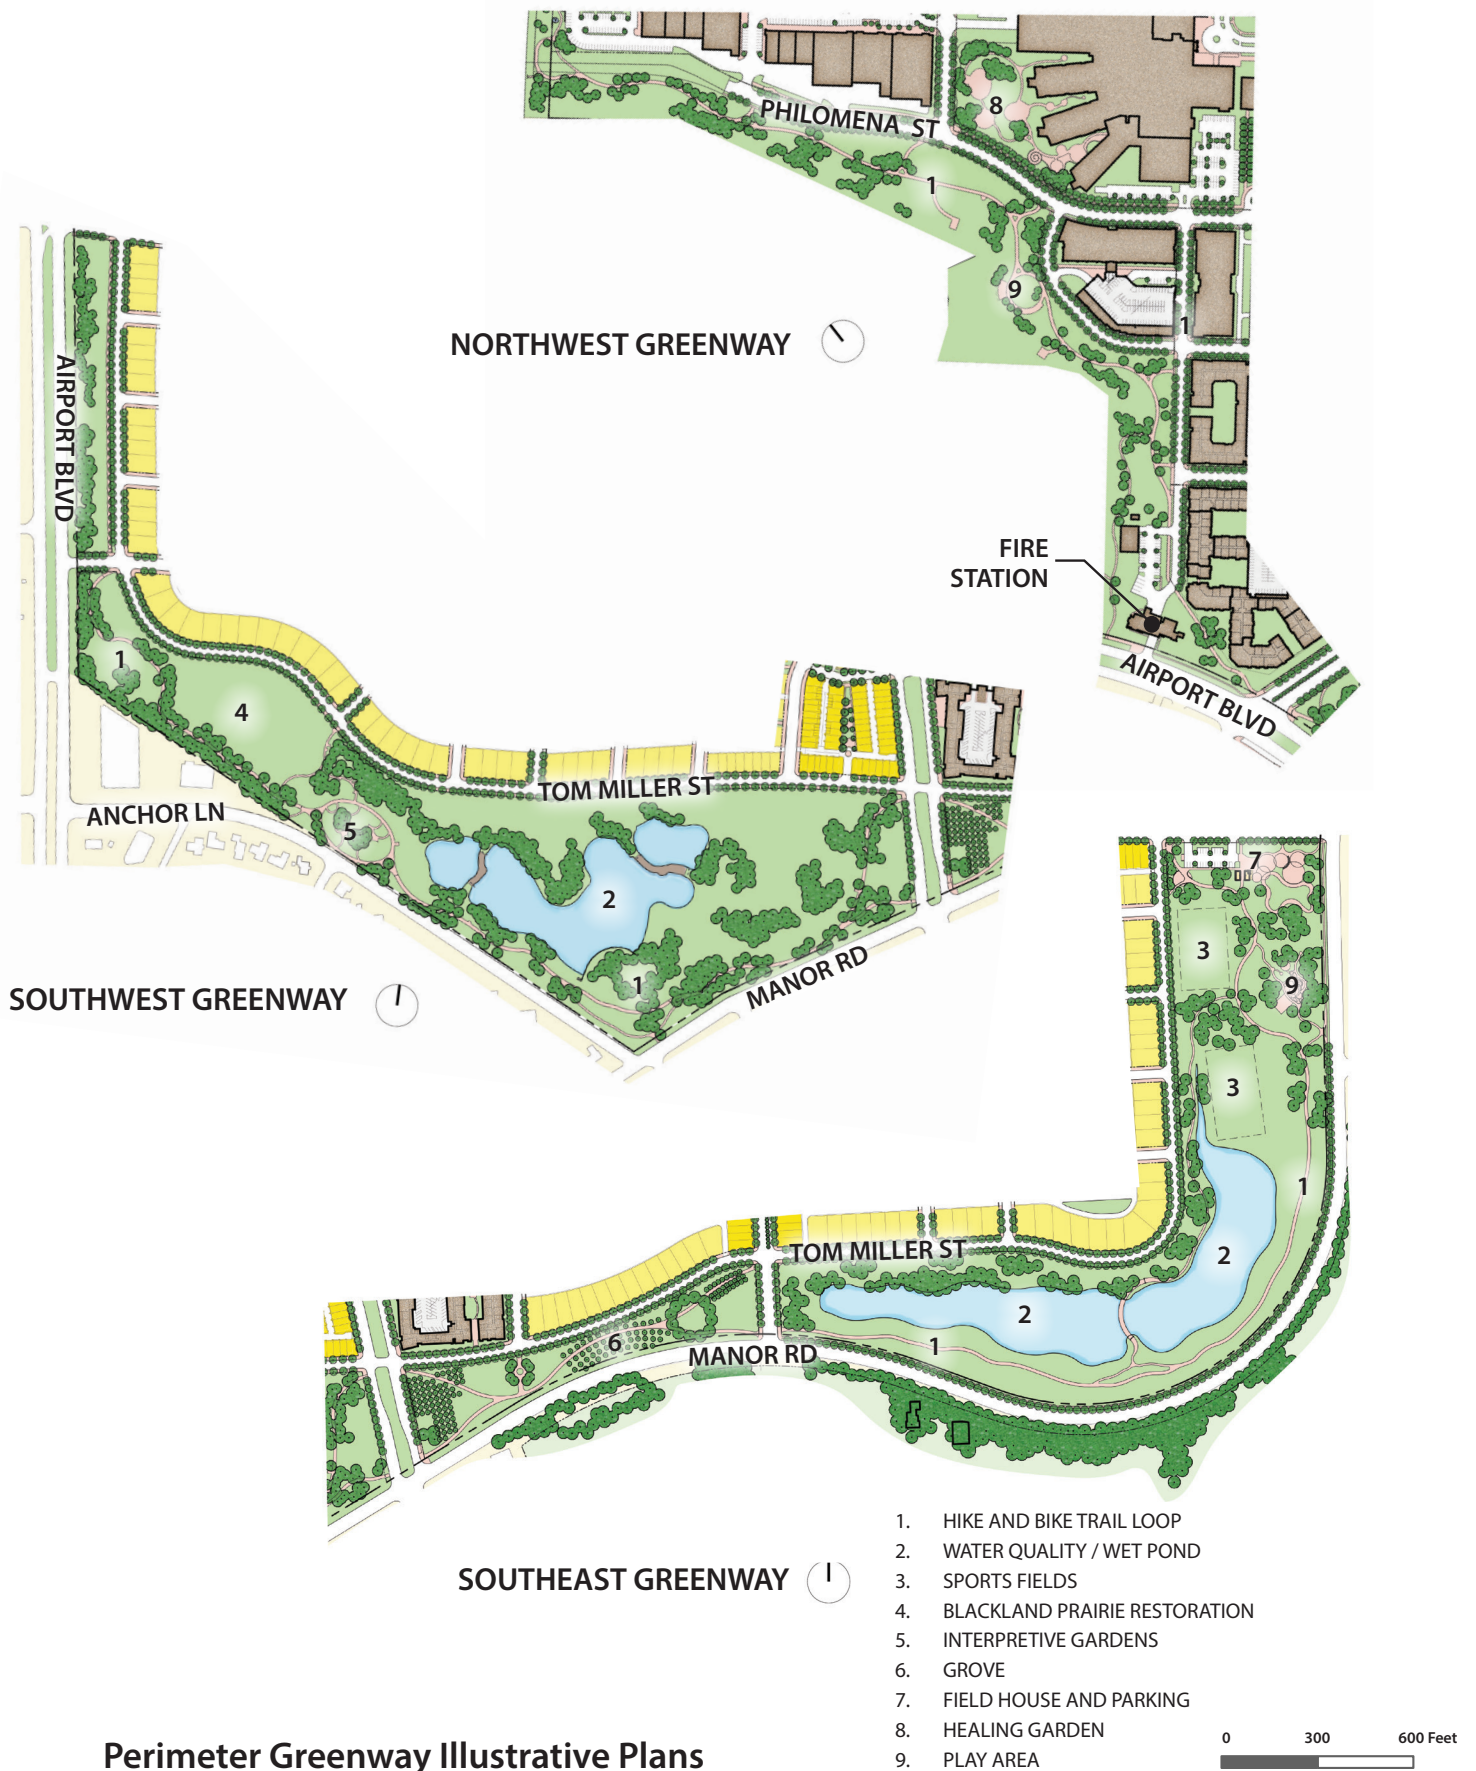 8
PHILOMENA ST
1
9
NORTHWEST GREENWAY
1
AIRPORT BLVD
FIRE
STATION
AIRPORT BLVD
1
4
TOM MILLER ST
ANCHOR LN
5
2
1
MANOR RD
SOUTHWEST GREENWAY
7
3
9
3
1
2
TOM MILLER ST
2
1
6
MANOR RD
SOUTHEAST GREENWAY
1. HIKE AND BIKE TRAIL LOOP
2. WATER QUALITY / WET POND
3. SPORTS FIELDS
4. BLACKLAND PRAIRIE RESTORATION
5. INTERPRETIVE GARDENS
6. GROVE
7. FIELD HOUSE AND PARKING
8. HEALING GARDEN
9. PLAY AREA
0 300 600 Feet
Perimeter Greenway Illustrative Plans